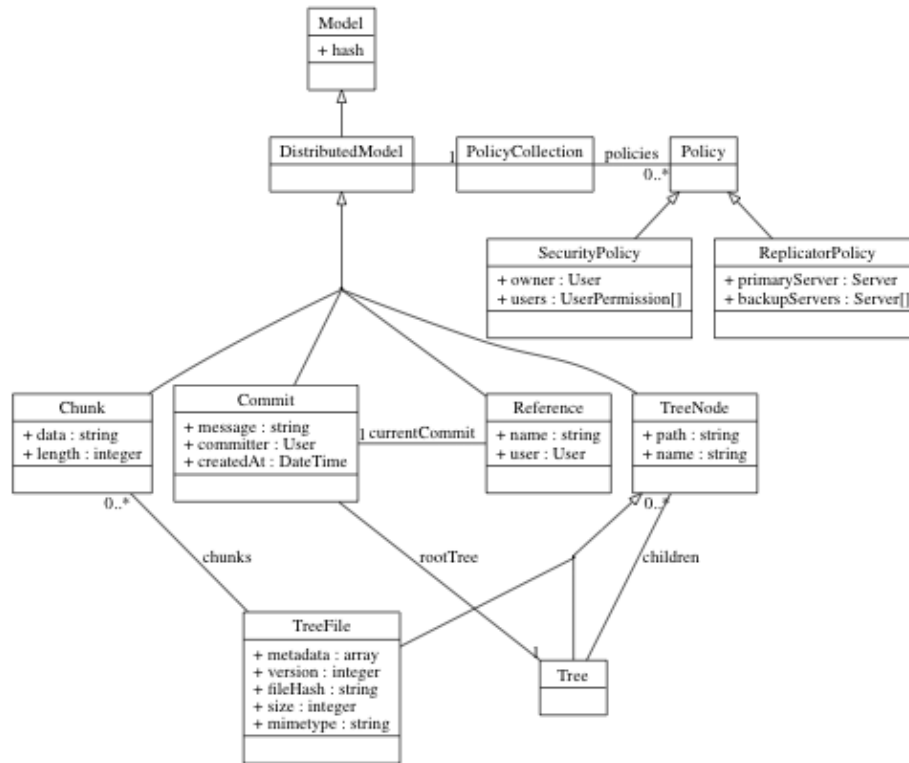 Model
+ hash
DistributedModel
1
PolicyCollection
policies
0..*
Policy
SecurityPolicy
+ owner : User
+ users : UserPermission[]
ReplicatorPolicy
+ primaryServer : Server
+ backupServers : Server[]
Chunk
+ data : string
+ length : integer
Commit
+ message : string
+ committer : User
+ createdAt : DateTime
1 currentCommit
Reference
+ name : string
+ user : User
TreeNode
+ path : string
+ name : string
0..*
0..*
chunks
rootTree
children
TreeFile
+ metadata : array
+ version : integer
+ fileHash : string
+ size : integer
+ mimetype : string
1
Tree